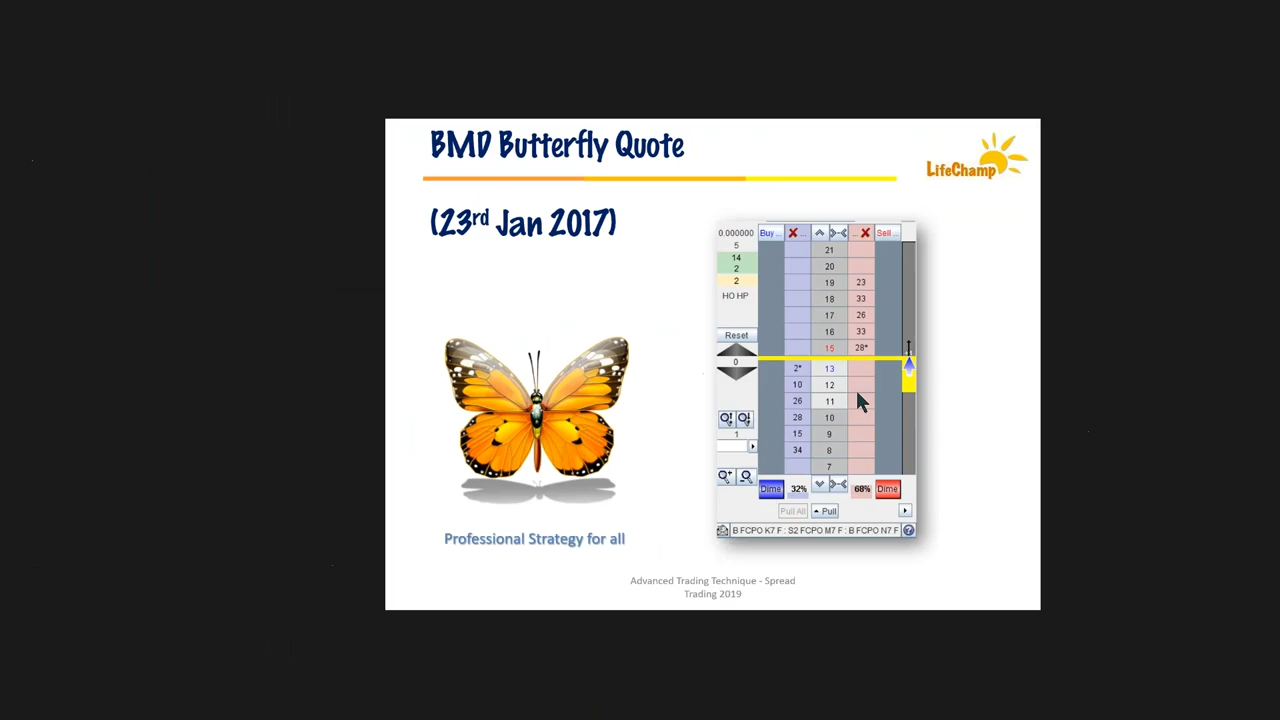 BMD Butterfly Quote
LifeChamp
(23rd Jan 2017)
0.000000 Buy ... ... ... Sell ...
5 21
14
2 20
2 19 23
HO HP 18 33
17 26
16 33
Reset 15 28*
0
2* 13
10 12
26 11
28 10
1 15 9
34 8
7
Dime 32% 68% Dime
Pull All Pull
B FCPO K7 F : S2 FCPO M7 F : B FCPO N7 F
Professional Strategy for all
Advanced Trading Technique - Spread
Trading 2019